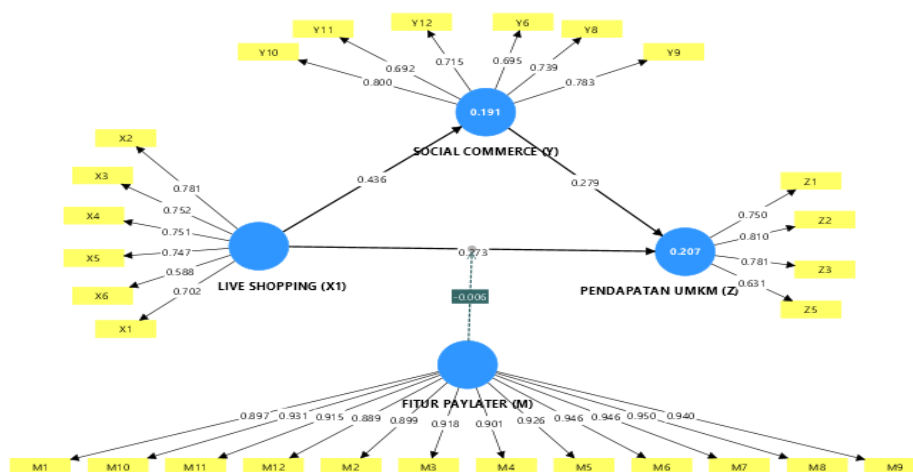 Y12
Y6
Y11
Y8
Y10
Y9
0.715
0.695
0.692
0.739
0.800
0.783
0.191
SOCIAL COMMERCE (Y)
X2
X3
X4
X5
X6
X1
0.781
0.752
0.751
0.747
0.588
0.702
0.436
0.279
LIVE SHOPPING (X1)
0.273
-0.006
Z1
Z2
Z3
Z5
0.750
0.810
0.781
0.631
0.207
PENDAPATAN UMKM (Z)
FITUR PAYLATER (M)
0.897
0.931
0.915
0.889
0.899
0.918
0.901
0.926
0.946
0.946
0.950
0.940
M1
M10
M11
M12
M2
M3
M4
M5
M6
M7
M8
M9